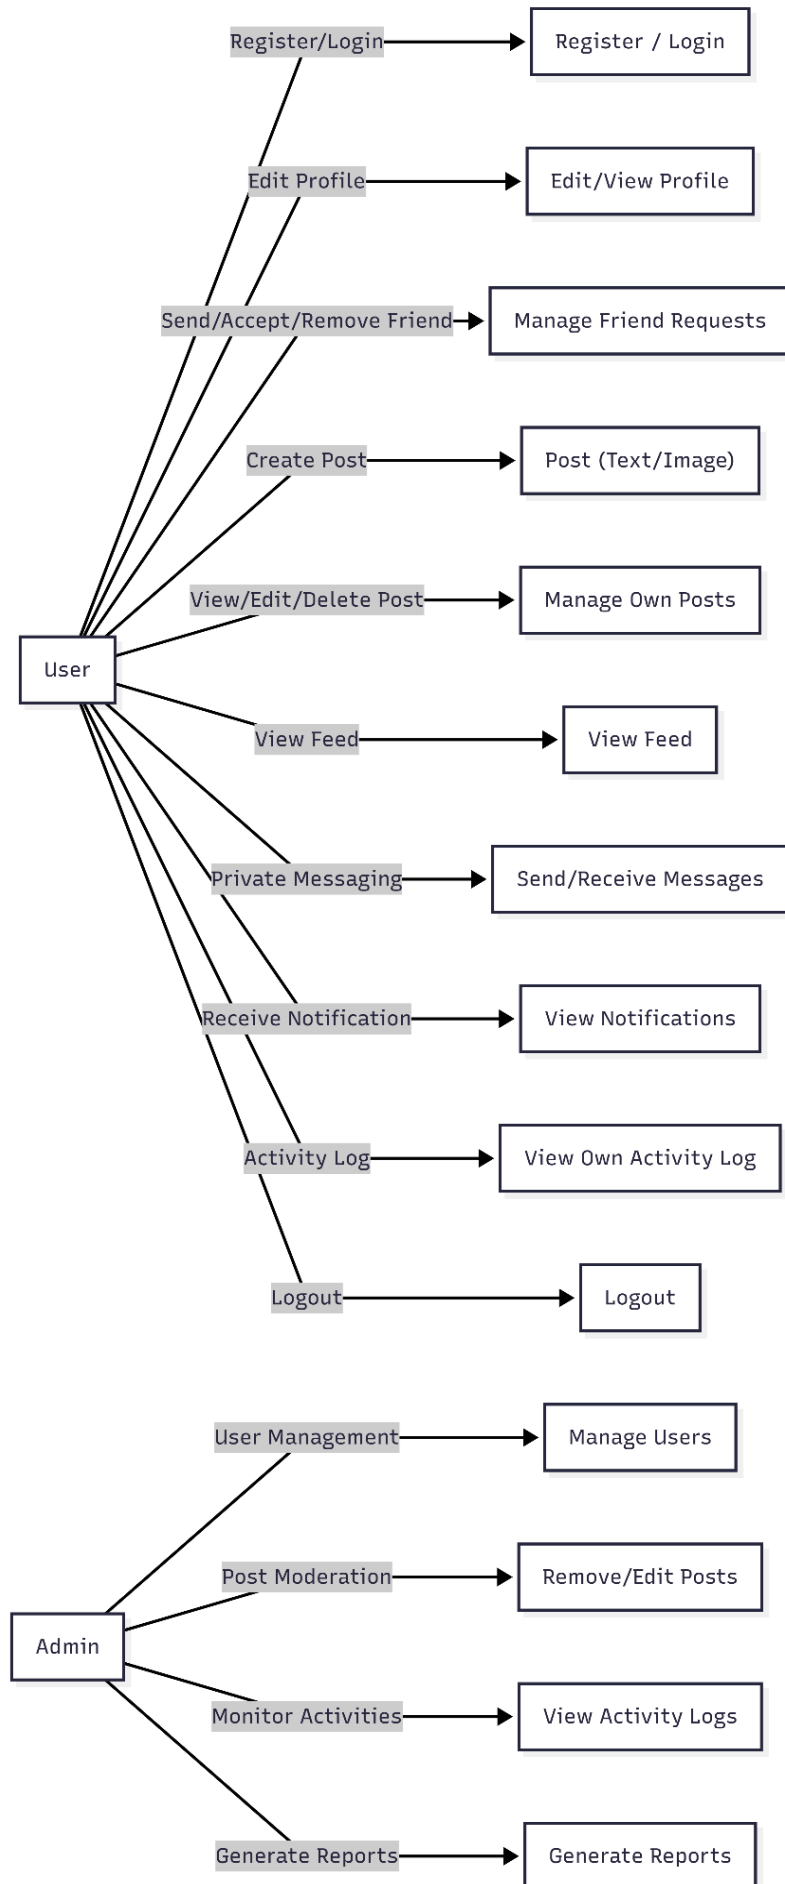 Register/Login
Register / Login
Edit Profile
Edit/View Profile
Send/Accept/Remove Friend
Manage Friend Requests
Create Post
Post (Text/Image)
View/Edit/Delete Post
Manage Own Posts
User
View Feed
View Feed
Private Messaging
Send/Receive Messages
Receive Notification
View Notifications
Activity Log
View Own Activity Log
Logout
Logout
User Management
Manage Users
Post Moderation
Remove/Edit Posts
Admin
Monitor Activities
View Activity Logs
Generate Reports
Generate Reports